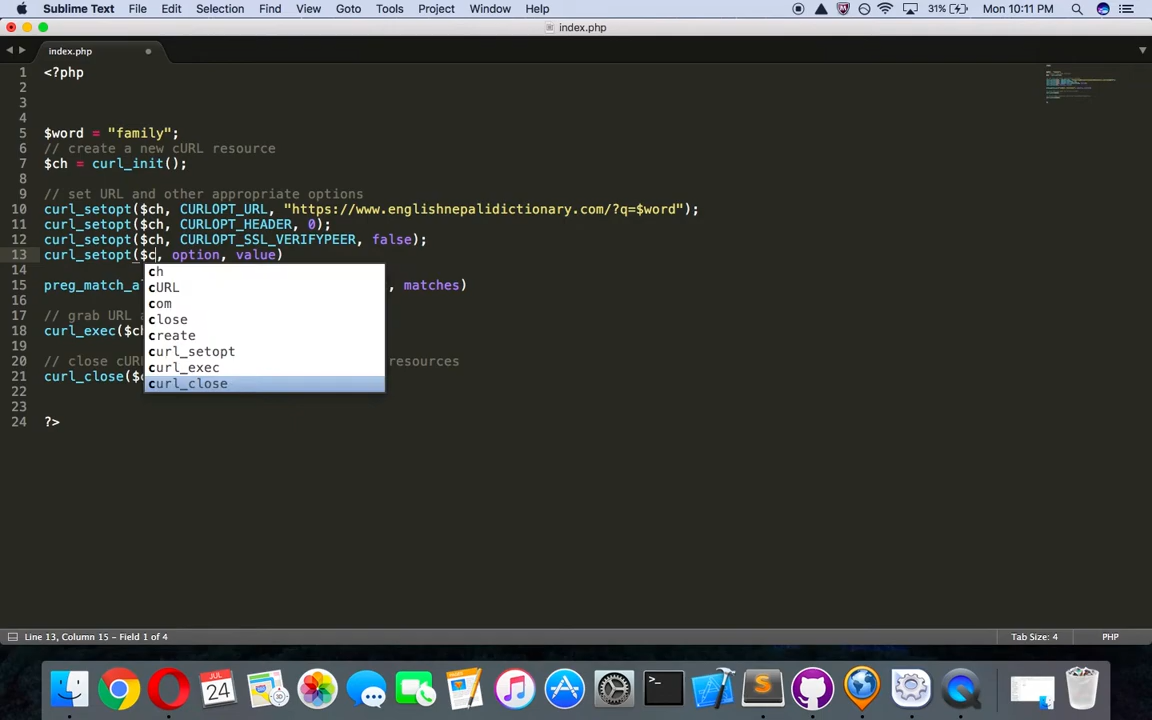 Sublime Text File Edit Selection Find View Goto Tools Project Window Help 31% Mon 10:11 PM
index.php
index.php
1 <?php
2
3
4
5 $word = "family";
6 // create a new cURL resource
7 $ch = curl_init();
8
9 // set URL and other appropriate options
10 curl_setopt($ch, CURLOPT_URL, "https://www.englishnepalidictionary.com/?q=$word");
11 curl_setopt($ch, CURLOPT_HEADER, 0);
12 curl_setopt($ch, CURLOPT_SSL_VERIFYPEER, false);
13 curl_setopt($c, option, value)
14 ch
cURL
15 preg_match_a , matches)
16 com
17 // grab URL close
18 curl_exec($ch create
19 curl_setopt
20 // close cUR curl_exec resources
21 curl_close($ curl_close
22
23
24 ?>
Line 13, Column 15 – Field 1 of 4 Tab Size: 4 PHP
JUL
24